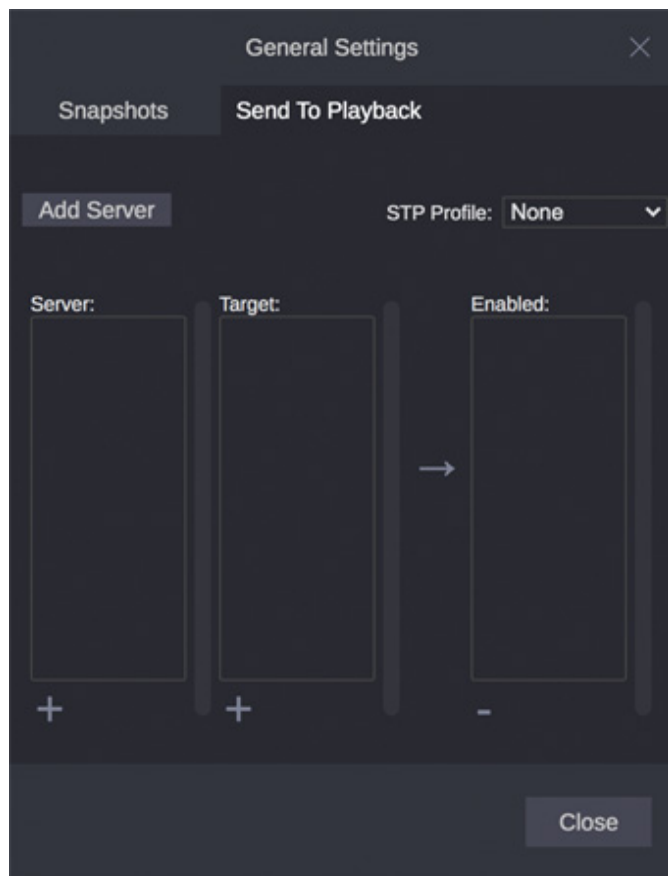 General Settings
Snapshots Send To Playback
Add Server STP Profile: None
Server: Target: Enabled:
→
+ + -
Close